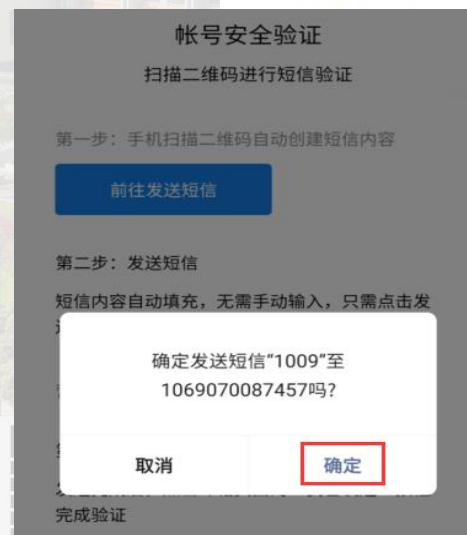 帐号安全验证
扫描二维码进行短信验证
第一步：手机扫描二维码自动创建短信内容
前往发送短信
第二步：发送短信
短信内容自动填充，无需手动输入，只需点击发
确定发送短信“1009”至
1069070087457吗?
取消
确定
完成验证